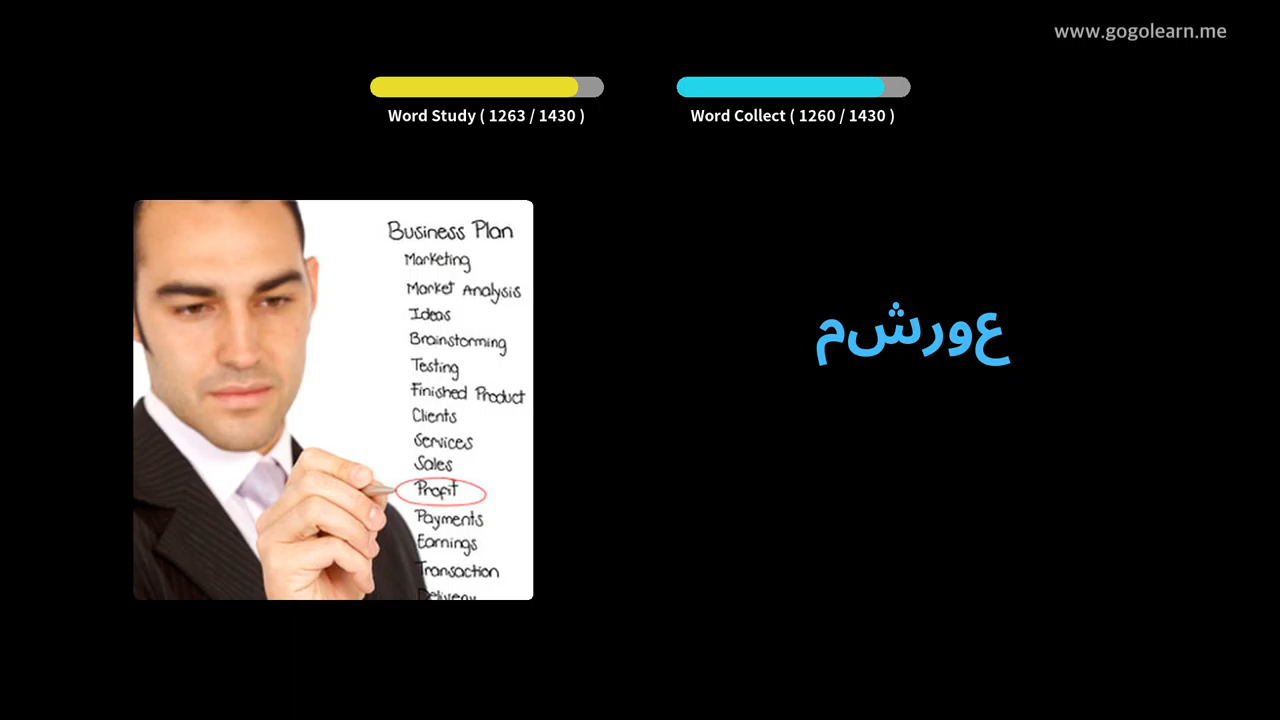 www.gogolearn.me
Word Study ( 1263 / 1430 )
Word Collect ( 1260 / 1430 )
Business Plan
Marketing
Market Analysis
Ideas
Brainstorming
Testing
Finished Product
Clients
Services
Sales
Profit
Payments
Earnings
Transaction
Delivery
مشروع